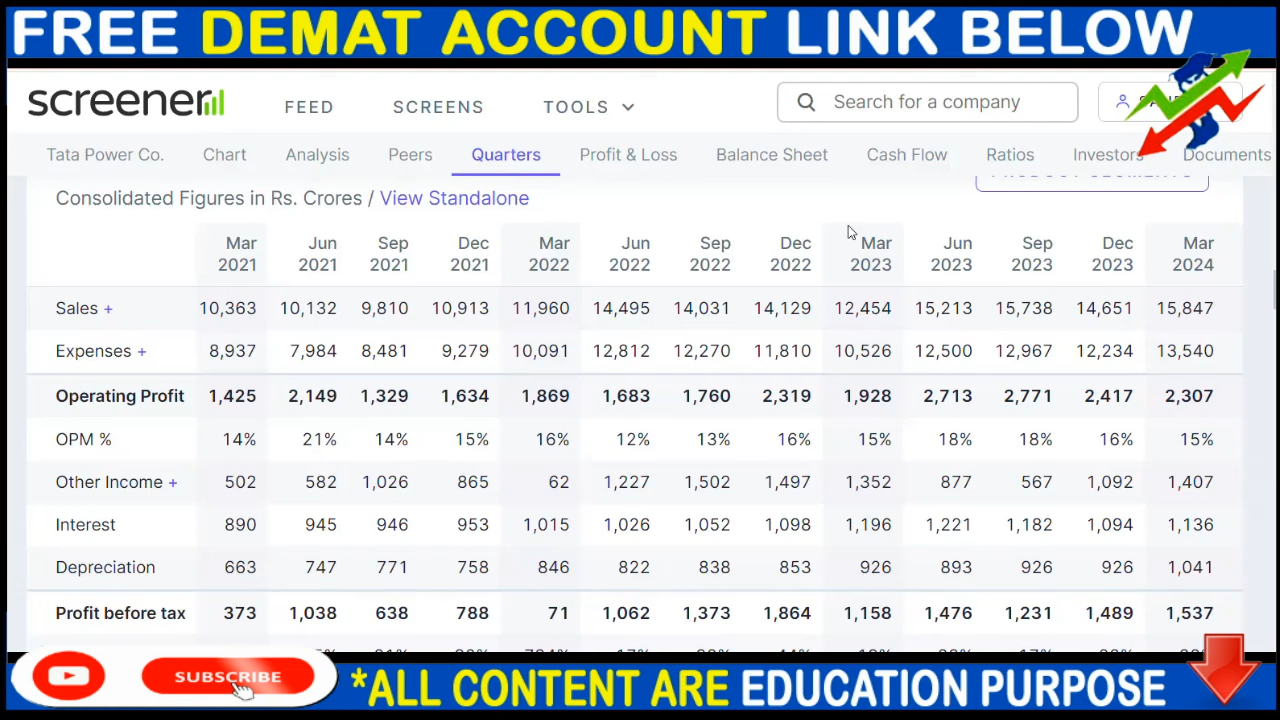 FREE DEMAT ACCOUNT LINK BELOW
screener
FEED SCREENS TOOLS Search for a company
Tata Power Co. Chart Analysis Peers Quarters Profit & Loss Balance Sheet Cash Flow Ratios Investors Documents
PRODUCT SEGMENTS
Consolidated Figures in Rs. Crores / View Standalone
Mar Jun Sep Dec Mar Jun Sep Dec Mar Jun Sep Dec Mar
2021 2021 2021 2021 2022 2022 2022 2022 2023 2023 2023 2023 2024
Sales + 10,363 10,132 9,810 10,913 11,960 14,495 14,031 14,129 12,454 15,213 15,738 14,651 15,847
Expenses + 8,937 7,984 8,481 9,279 10,091 12,812 12,270 11,810 10,526 12,500 12,967 12,234 13,540
Operating Profit 1,425 2,149 1,329 1,634 1,869 1,683 1,760 2,319 1,928 2,713 2,771 2,417 2,307
OPM % 14% 21% 14% 15% 16% 12% 13% 16% 15% 18% 18% 16% 15%
Other Income + 502 582 1,026 865 62 1,227 1,502 1,497 1,352 877 567 1,092 1,407
Interest 890 945 946 953 1,015 1,026 1,052 1,098 1,196 1,221 1,182 1,094 1,136
Depreciation 663 747 771 758 846 822 838 853 926 893 926 926 1,041
Profit before tax 373 1,038 638 788 71 1,062 1,373 1,864 1,158 1,476 1,231 1,489 1,537
SUBSCRIBE
*ALL CONTENT ARE EDUCATION PURPOSE